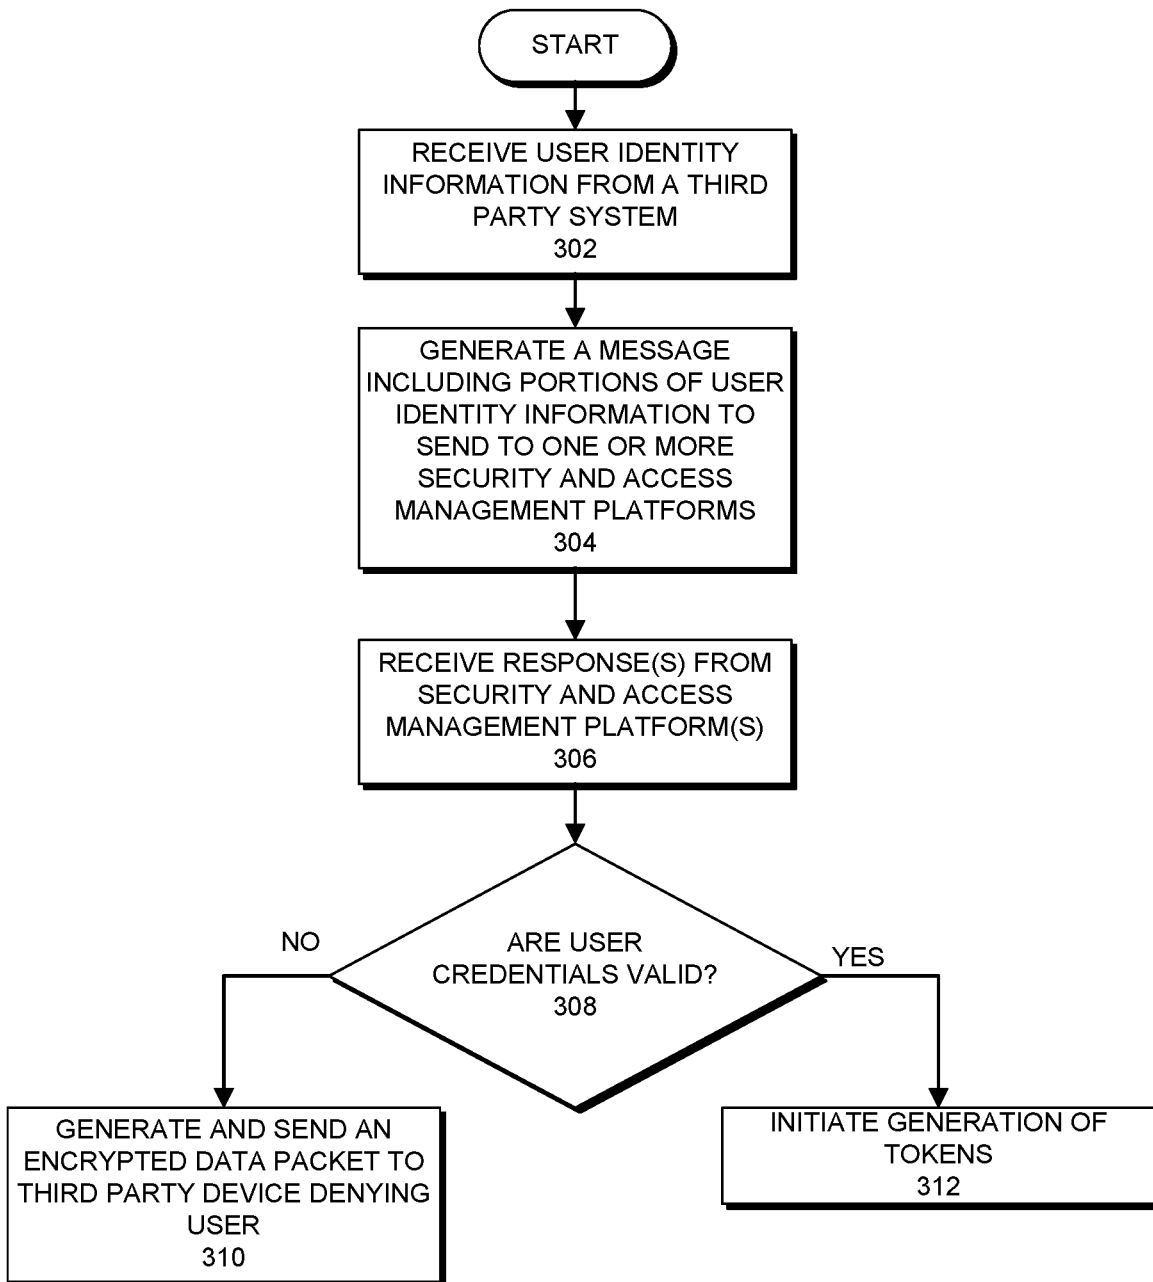 START
RECEIVE USER IDENTITY
INFORMATION FROM A THIRD
PARTY SYSTEM
302
GENERATE A MESSAGE
INCLUDING PORTIONS OF USER
IDENTITY INFORMATION TO
SEND TO ONE OR MORE
SECURITY AND ACCESS
MANAGEMENT PLATFORMS
304
RECEIVE RESPONSE(S) FROM
SECURITY AND ACCESS
MANAGEMENT PLATFORM(S)
306
ARE USER
CREDENTIALS VALID?
308
NO
YES
GENERATE AND SEND AN
ENCRYPTED DATA PACKET TO
THIRD PARTY DEVICE DENYING
USER
310
INITIATE GENERATION OF
TOKENS
312